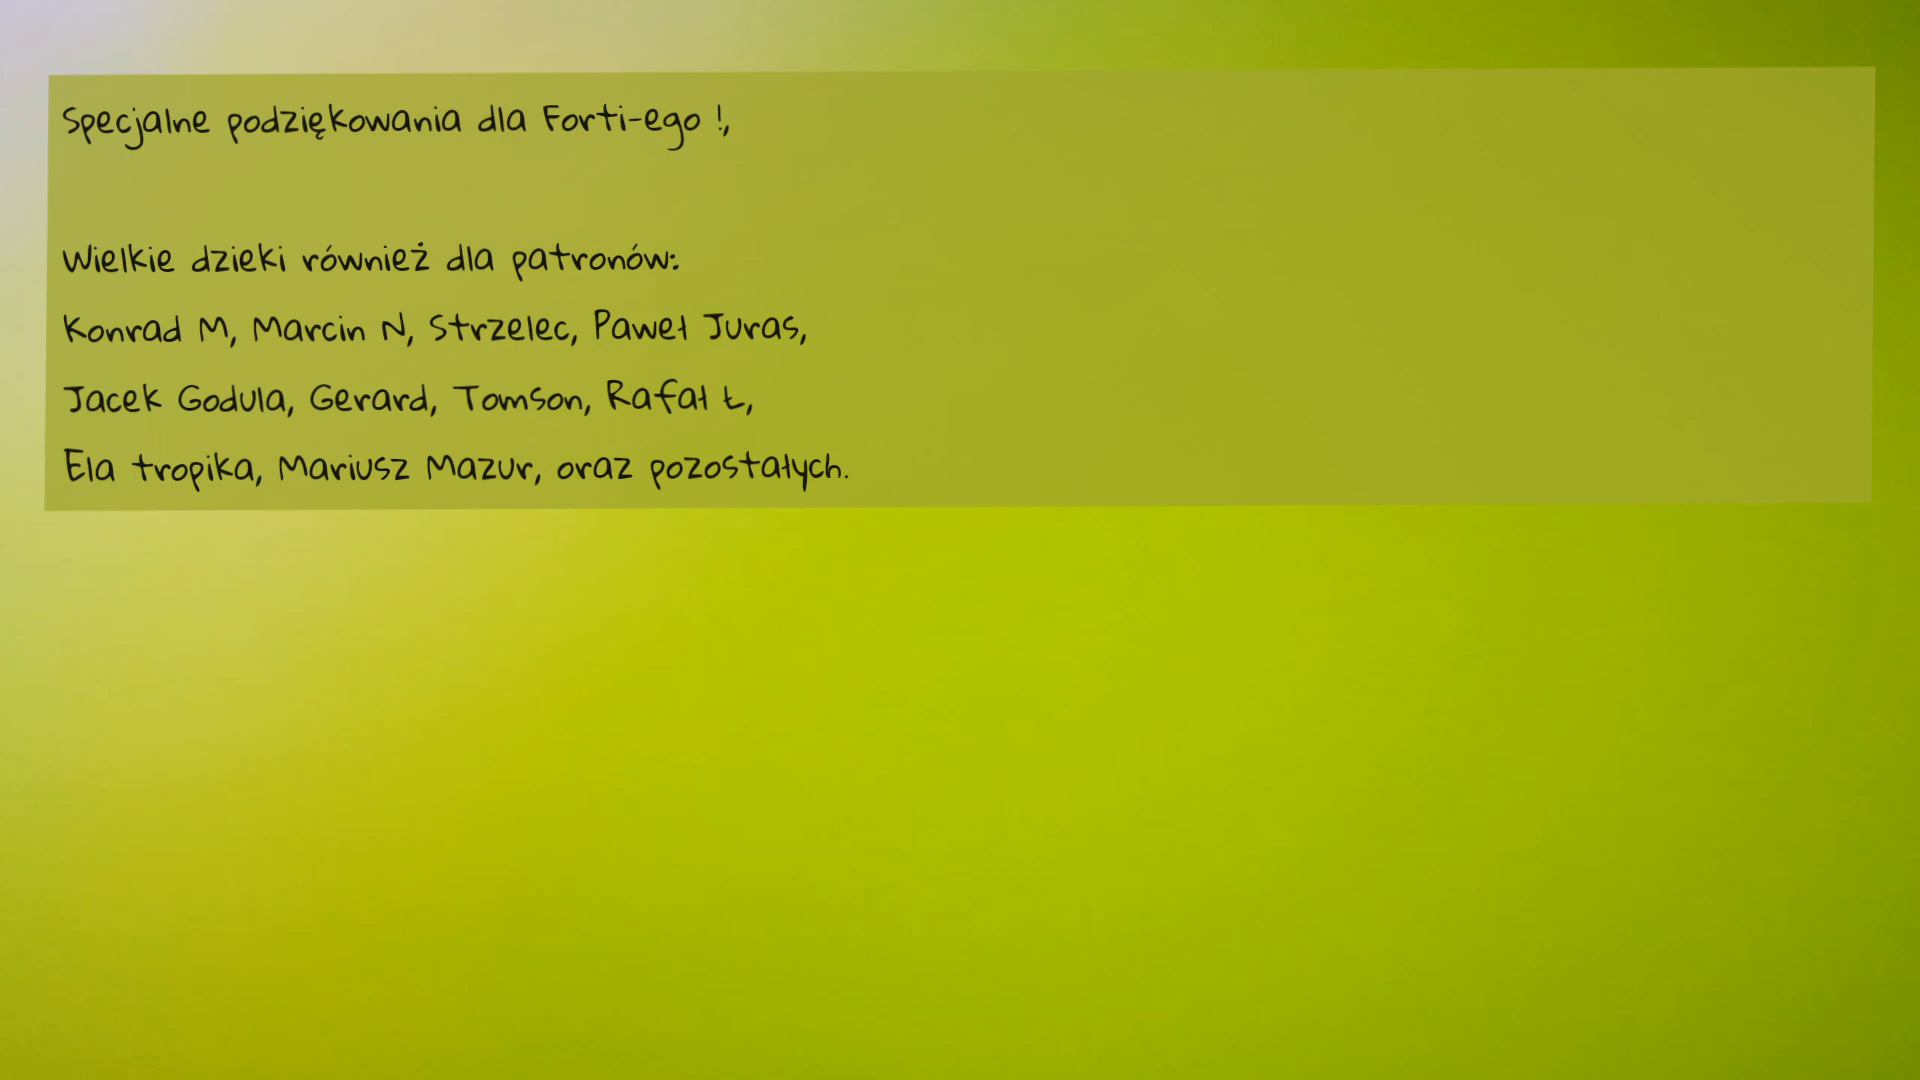 Specjalne podziękowania dla Forti-ego !,
Wielkie dzieki również dla patronów:
Konrad M, Marcin N, Strzelec, Paweł Juras,
Jacek Godula, Gerard, Tomson, Rafał Ł,
Ela tropika, Mariusz Mazur, oraz pozostałych.